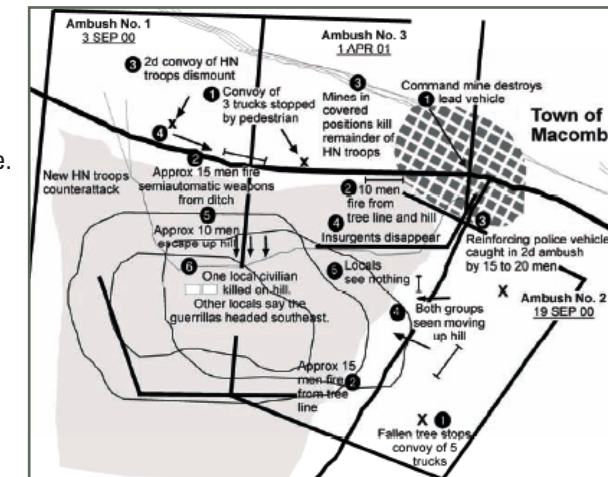 e.
Ambush No. 1
3 SEP 00
Ambush No. 3
1 APR 01
3 2d convoy of HN
troops dismount
1 Convoy of
3 trucks stopped
by pedestrian
3
Mines in
covered
positions kill
remainder of
HN troops
Command mine destroys
1 lead vehicle
Town of
Macomb
X
X
4
2
Approx 15 men fire
semiautomatic weapons
from ditch
New HN troops
counterattack
5
Approx 10 men
escape up hill
2 10 men
fire from
tree line and hill
4
Insurgents disappear
3
Reinforcing police vehicle
caught in 2d ambush
by 15 to 20 men
6
One local civilian
killed on hill.
Other locals say the
guerrillas headed southeast.
5 Locals
see nothing
X
Ambush No. 2
19 SEP 00
4
Both groups
seen moving
up hill
Approx 15
men fire 2
from tree
line
X 1
Fallen tree stops
convoy of 5
trucks